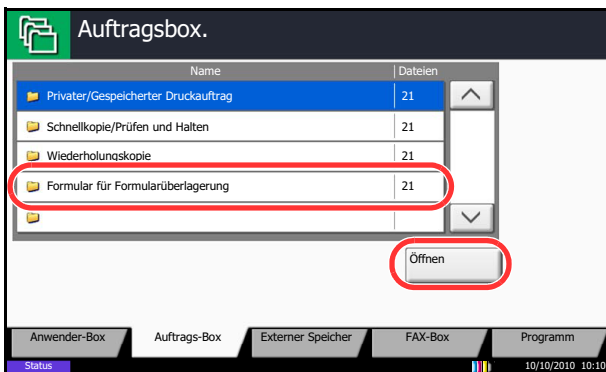 Auftragsbox.
Name Dateien
Privater/Gespeicherter Druckauftrag 21
Schnellkopie/Prüfen und Halten 21
Wiederholungskopie 21
Formular für Formularüberlagerung 21
Öffnen
Anwender-Box Auftrags-Box Externer Speicher FAX-Box Programm
Status 10/10/2010 10:10